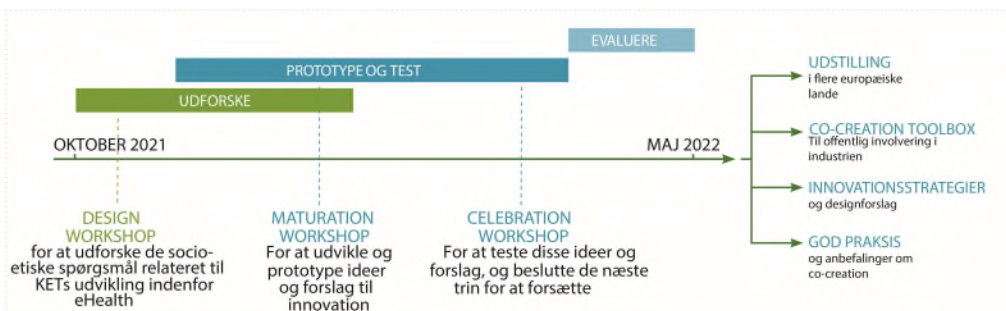 EVALUERE
PROTOTYPE OG TEST
UDFORSKE
OKTOBER 2021
MAJ 2022
DESIGN
WORKSHOP
for at udforske de socio-
etiske spørgsmål relateret til
KETs udvikling indenfor
eHealth
MATURATION
WORKSHOP
For at udvikle og
prototype ideer
og forslag til
innovation
CELEBRATION
WORKSHOP
For at teste disse ideer og
forslag, og beslutte de næste
trin for at forsætte
UDSTILLING
i flere europæiske
lande
CO-CREATION TOOLBOX
Til offentlig involvering i
industrien
INNOVATIONSSTRATEGIER
og designforslag
GOD PRAKSIS
og anbefalinger om
co-creation